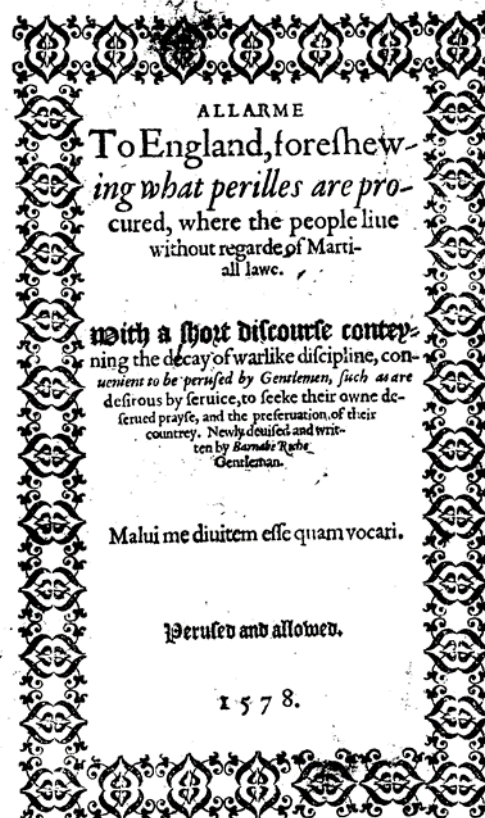 ALLARME
To England, foreſhew-
ing what perilles are pro-
cured, where the people liue
without regarde of Marti-
all lawe.
With a ſhort diſcourſe contey-
ning the decay of warlike diſcipline, con-
uenient to be peruſed by Gentlemen, ſuch as are
deſirous by ſeruice, to ſeeke their owne de-
ſerued prayſe, and the preſeruation, of their
countrey. Newly deuiſed and writ-
ten by Barnabe Riche
Gentleman.
Malui me diuitem eſſe quam vocari.
Peruſed and allowed.
1578.